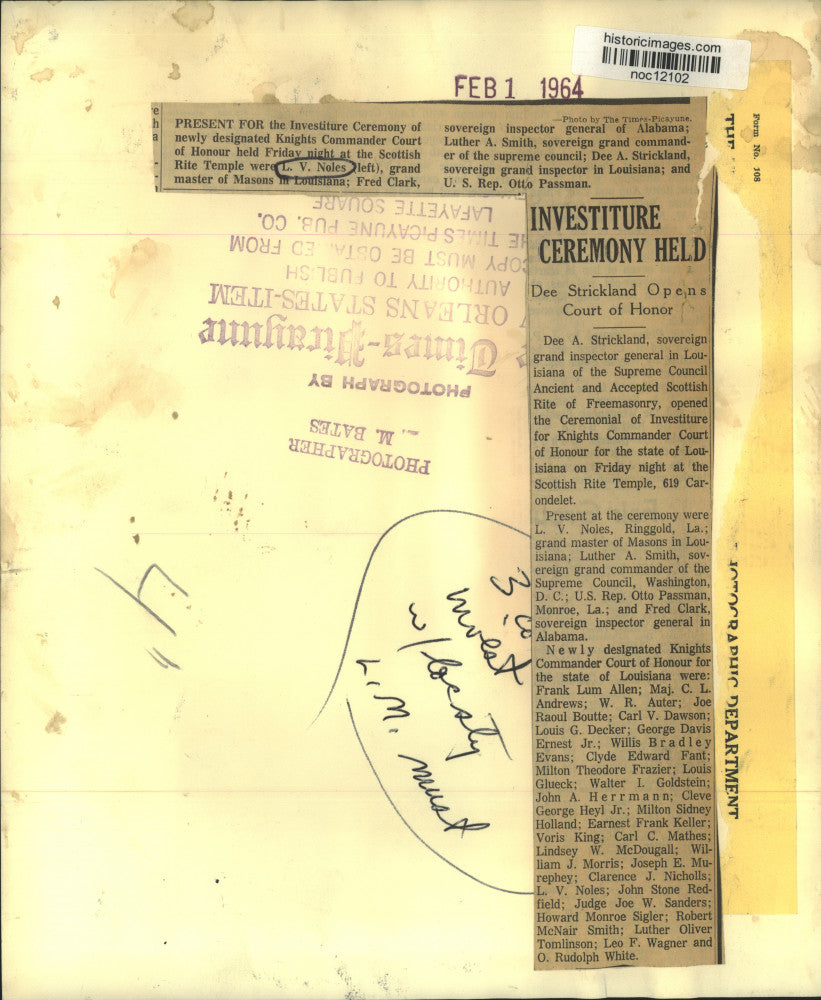 historicimages.com
noc12102
FEB 1 1964
Form No. 108
e
h
a
PRESENT FOR the Investiture Ceremony of
newly designated Knights Commander Court
of Honour held Friday night at the Scottish
Rite Temple were L. V. Noles (left), grand
master of Masons in Louisiana; Fred Clark,
—Photo by The Times-Picayune.
sovereign inspector general of Alabama;
Luther A. Smith, sovereign grand command-
er of the supreme council; Dee A. Strickland,
sovereign grand inspector in Louisiana; and
U. S. Rep. Otto Passman.
INVESTITURE
CEREMONY HELD
Dee Strickland Opens
Court of Honor
Dee A. Strickland, sovereign
grand inspector general in Lou-
isiana of the Supreme Council
Ancient and Accepted Scottish
Rite of Freemasonry, opened
the Ceremonial of Investiture
for Knights Commander Court
of Honour for the state of Lou-
isiana on Friday night at the
Scottish Rite Temple, 619 Car-
ondelet.
Present at the ceremony were
L. V. Noles, Ringgold, La.;
grand master of Masons in Lou-
isiana; Luther A. Smith, sov-
ereign grand commander of the
Supreme Council, Washington,
D. C.; U.S. Rep. Otto Passman,
Monroe, La.; and Fred Clark,
sovereign inspector general in
Alabama.
Newly designated Knights
Commander Court of Honour for
the state of Louisiana were:
Frank Lum Allen; Maj. C. L.
Andrews; W. R. Auter; Joe
Raoul Boutte; Carl V. Dawson;
Louis G. Decker; George Davis
Ernest Jr.; Willis Bradley
Evans; Clyde Edward Fant;
Milton Theodore Frazier; Louis
Glueck; Walter I. Goldstein;
John A. Herrmann; Cleve
George Heyl Jr.; Milton Sidney
Holland; Earnest Frank Keller;
Voris King; Carl C. Mathes;
Lindsey W. McDougall; Wil-
liam J. Morris; Joseph E. Mu-
rephey; Clarence J. Nicholls;
L. V. Noles; John Stone Red-
field; Judge Joe W. Sanders;
Howard Monroe Sigler; Robert
McNair Smith; Luther Oliver
Tomlinson; Leo F. Wagner and
O. Rudolph White.
PHOTOGRAPHER
M. BATES
PHOTOGRAPH BY
Times-Picayune
ORLEANS STATES-ITEM
AUTHORITY TO PUBLISH
COPY MUST BE OBTA ED FROM
HE TIMES PICAYUNE PUB. CO.
LAFAYETTE SQUARE
DEPARTMENT
3
invest
w/
L. M. must